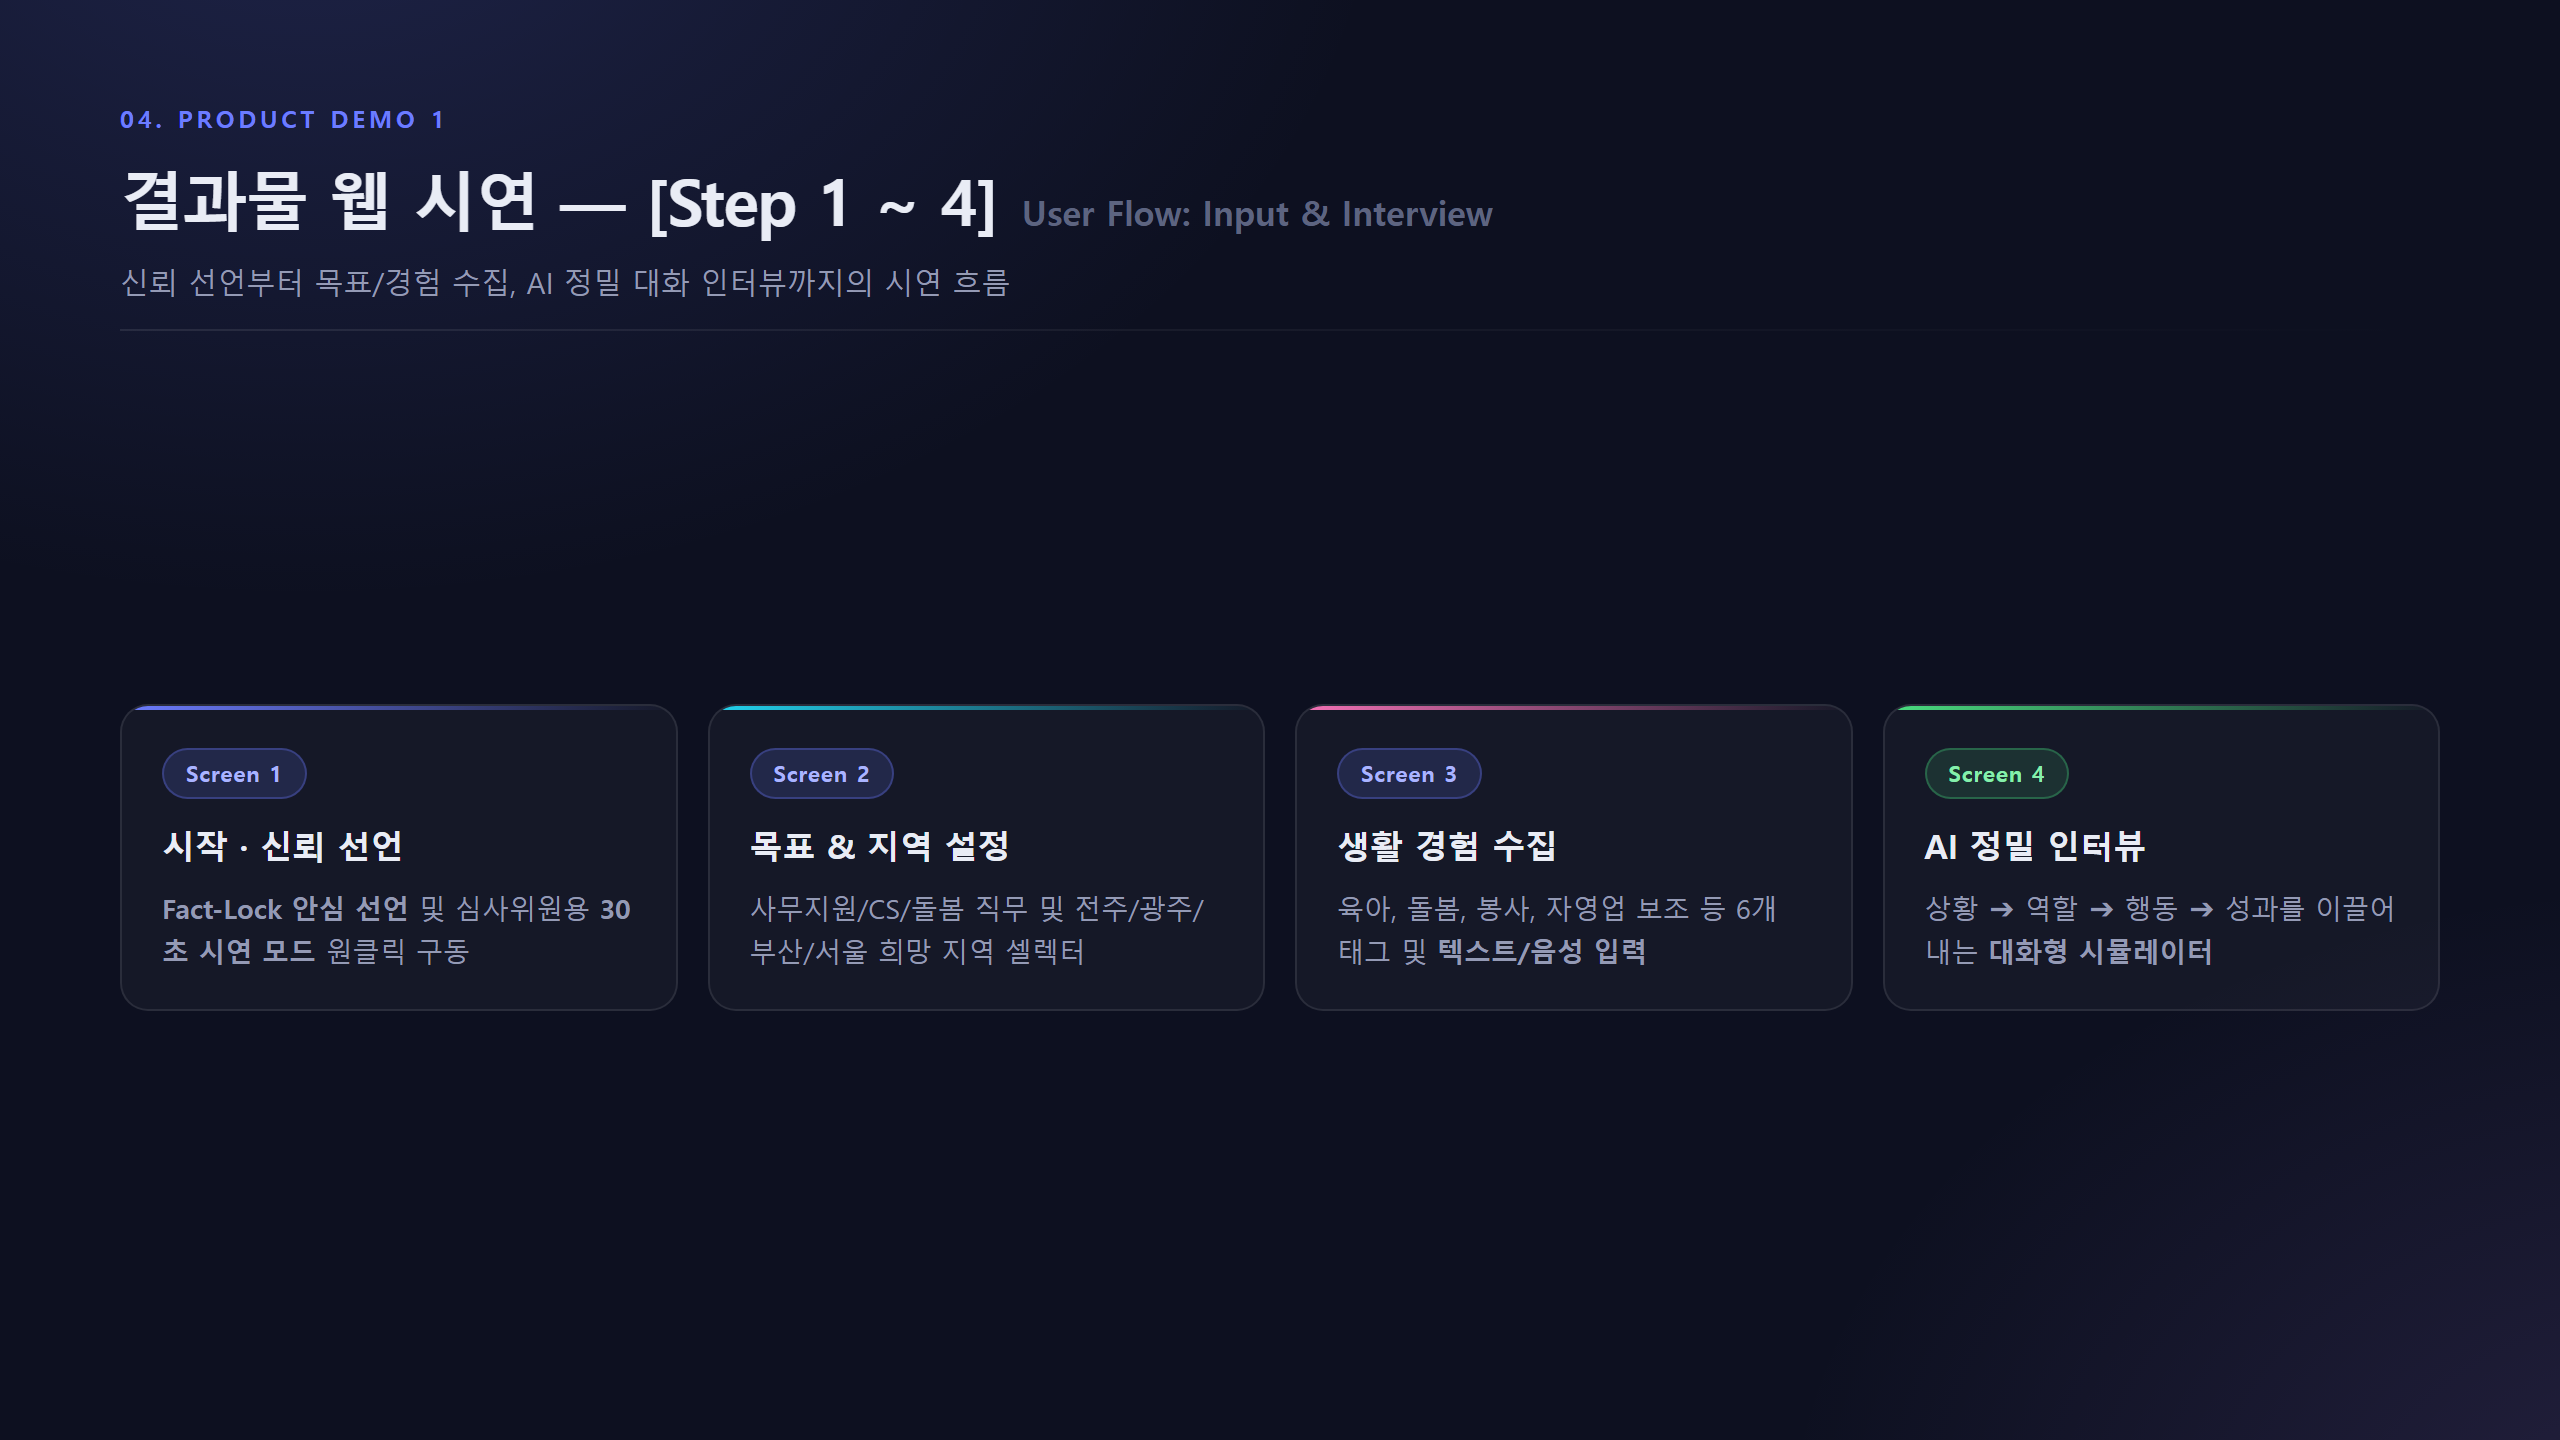 04. PRODUCT DEMO 1
결과물 웹 시연 — [Step 1 ~ 4] User Flow: Input & Interview
신뢰 선언부터 목표/경험 수집, AI 정밀 대화 인터뷰까지의 시연 흐름
Screen 1
시작 · 신뢰 선언
Fact-Lock 안심 선언 및 심사위원용 30
초 시연 모드 원클릭 구동
Screen 2
목표 & 지역 설정
사무지원/CS/돌봄 직무 및 전주/광주/
부산/서울 희망 지역 셀렉터
Screen 3
생활 경험 수집
육아, 돌봄, 봉사, 자영업 보조 등 6개
태그 및 텍스트/음성 입력
Screen 4
AI 정밀 인터뷰
상황 ➔ 역할 ➔ 행동 ➔ 성과를 이끌어
내는 대화형 시뮬레이터